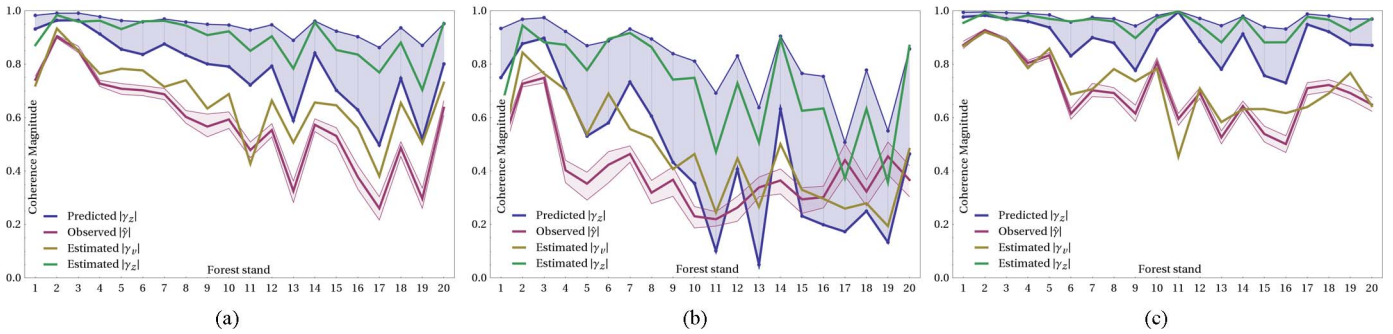 1.0
0.8
0.6
0.4
0.2
0.0
Coherence Magnitude
Predicted |γz|
Observed |γ̂|
Estimated |γv|
Estimated |γz|
Forest stand
1 2 3 4 5 6 7 8 9 10 11 12 13 14 15 16 17 18 19 20
(a)
1.0
0.8
0.6
0.4
0.2
0.0
Coherence Magnitude
Predicted |γz|
Observed |γ̂|
Estimated |γv|
Estimated |γz|
Forest stand
1 2 3 4 5 6 7 8 9 10 11 12 13 14 15 16 17 18 19 20
(b)
1.0
0.8
0.6
0.4
0.2
0.0
Coherence Magnitude
Predicted |γz|
Observed |γ̂|
Estimated |γv|
Estimated |γz|
Forest stand
1 2 3 4 5 6 7 8 9 10 11 12 13 14 15 16 17 18 19 20
(c)